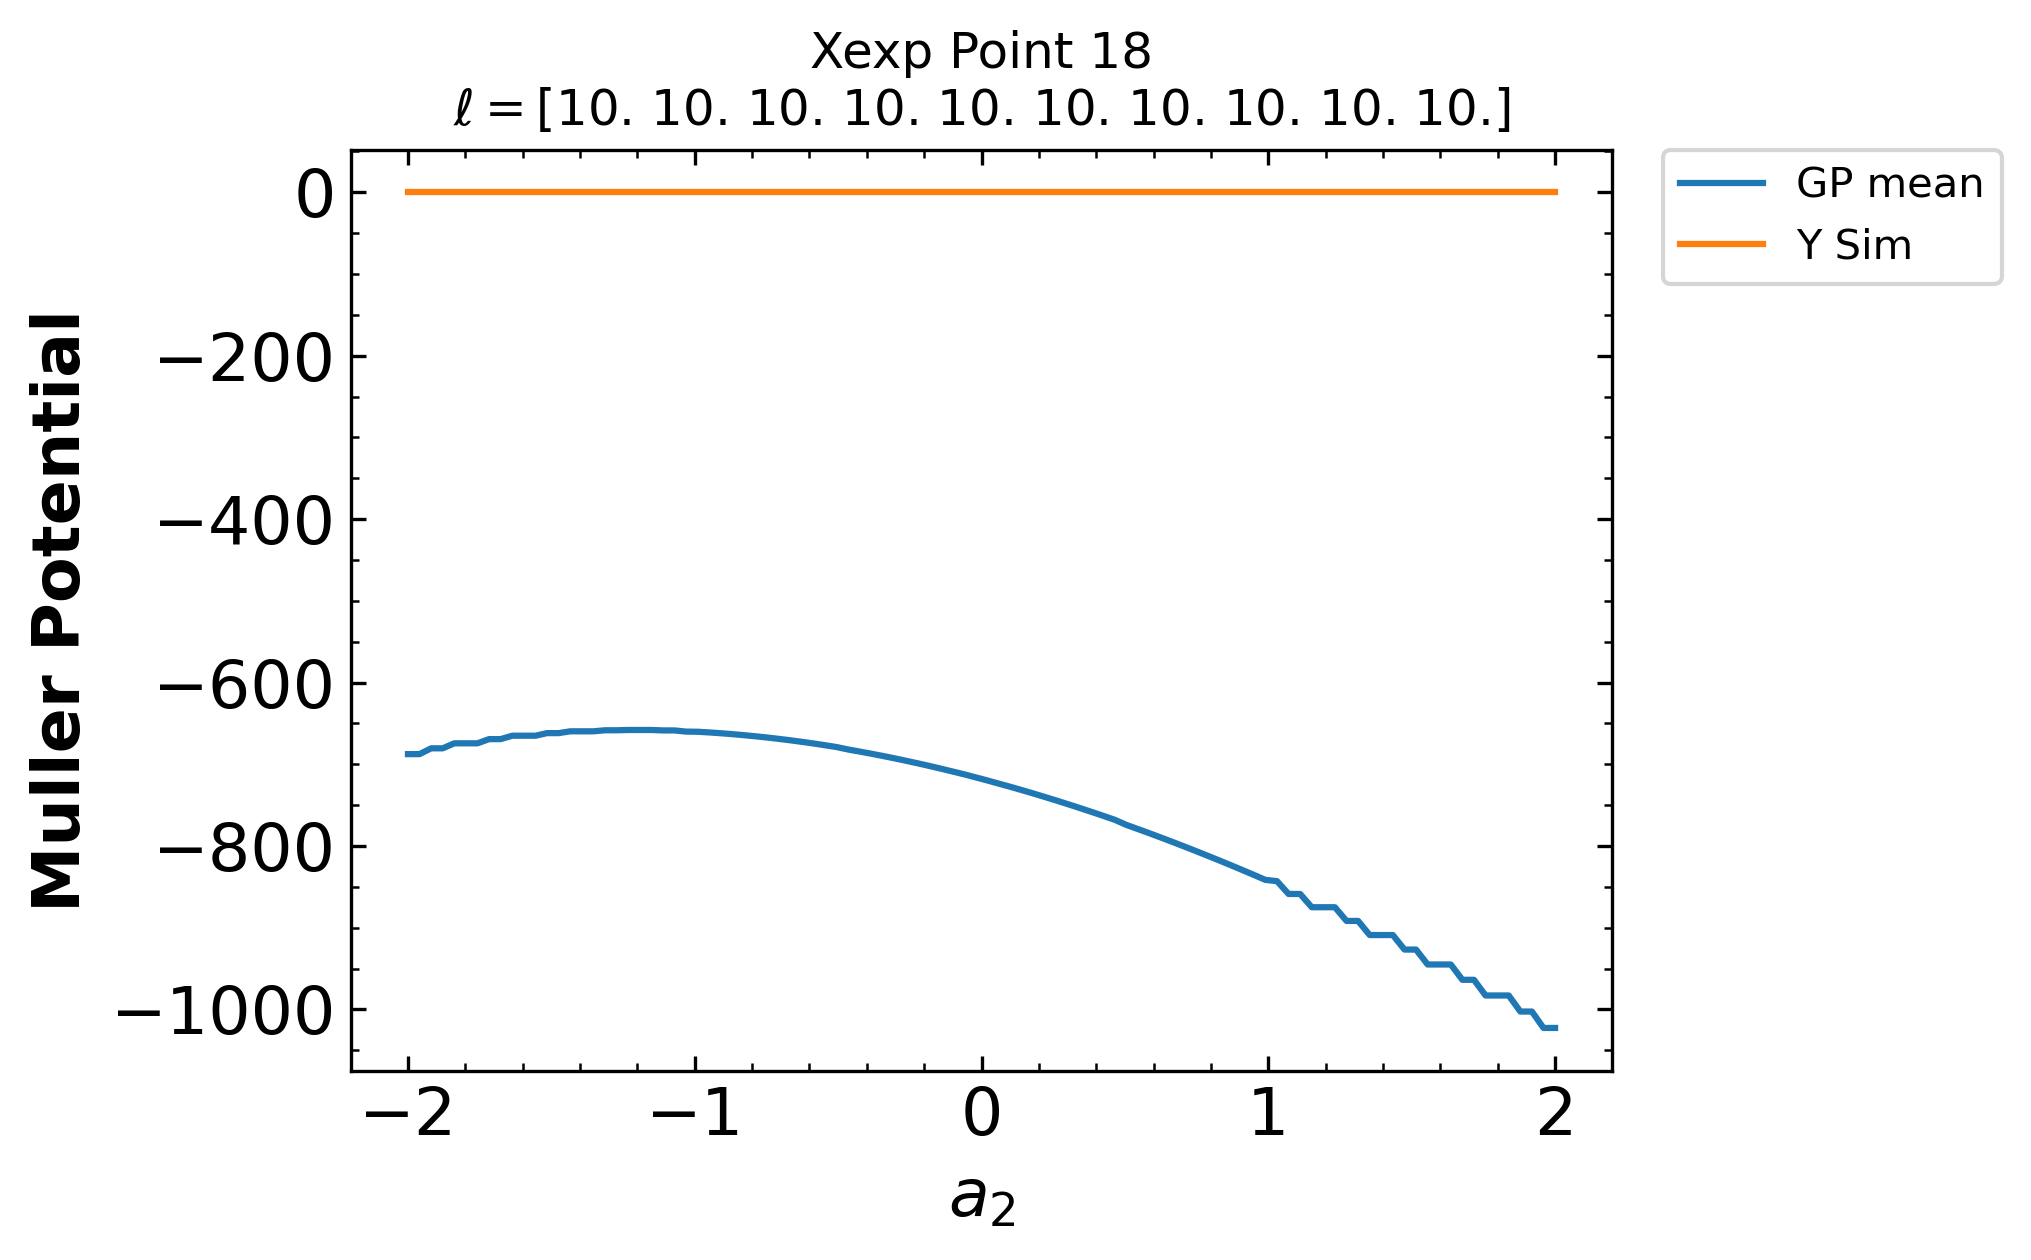 Xexp Point 18
ℓ = [10. 10. 10. 10. 10. 10. 10. 10. 10. 10.]
GP mean
Y Sim
Muller Potential
0
−200
−400
−600
−800
−1000
−2
−1
0
1
2
a₂